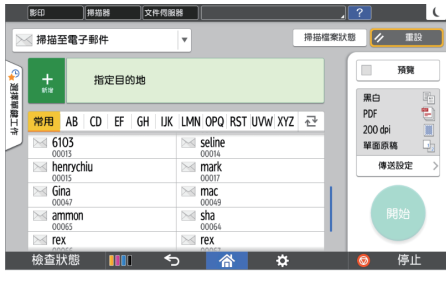 影印
掃描器
文件伺服器
?
掃描至電子郵件
掃描檔案狀態
重設
選擇單鍵工作
新增
指定目的地
預覽
常用 AB CD EF GH IJK LMN OPQ RST UVW XYZ
黑白
PDF
200 dpi
單面原稿
傳送設定
6103
00013
seline
00014
henrychiu
00015
mark
00017
Gina
00047
mac
00049
ammon
00065
sha
00064
rex
rex
開始
檢查狀態
停止